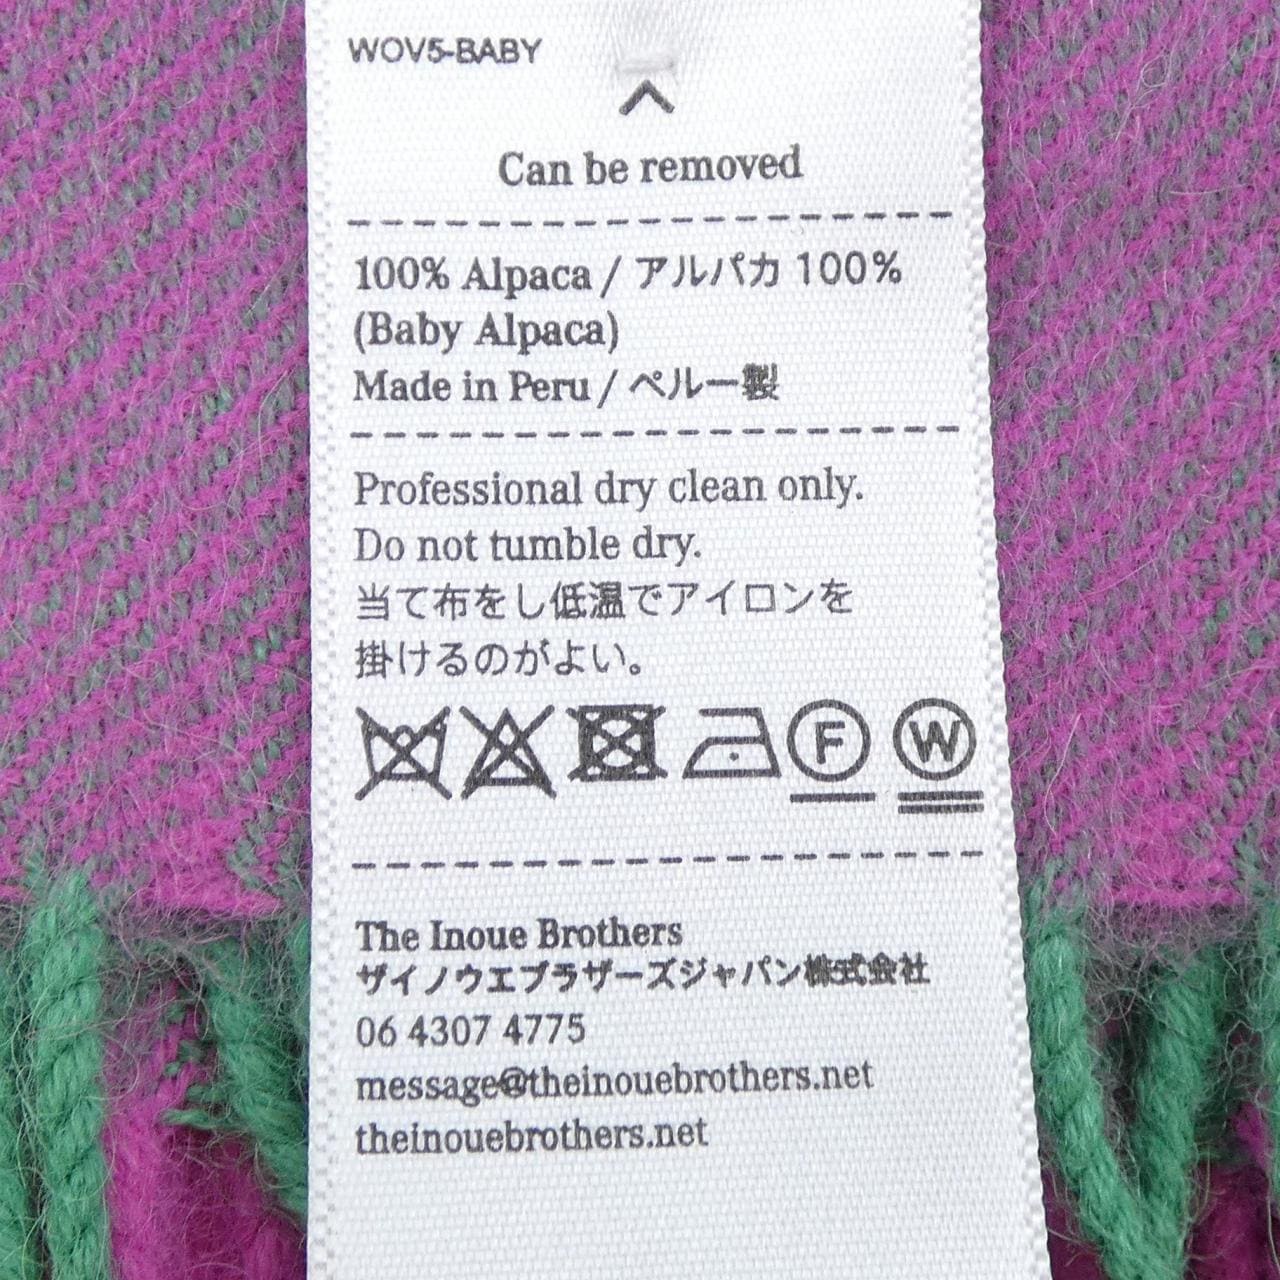 WOV5-BABY
Can be removed
100% Alpaca / アルパカ 100%
(Baby Alpaca)
Made in Peru / ペルー製
Professional dry clean only.
Do not tumble dry.
当て布をし低温でアイロンを
掛けるのがよい。
F W
The Inoue Brothers
ザイノウエブラザーズジャパン株式会社
06 4307 4775
message@theinouebrothers.net
theinouebrothers.net